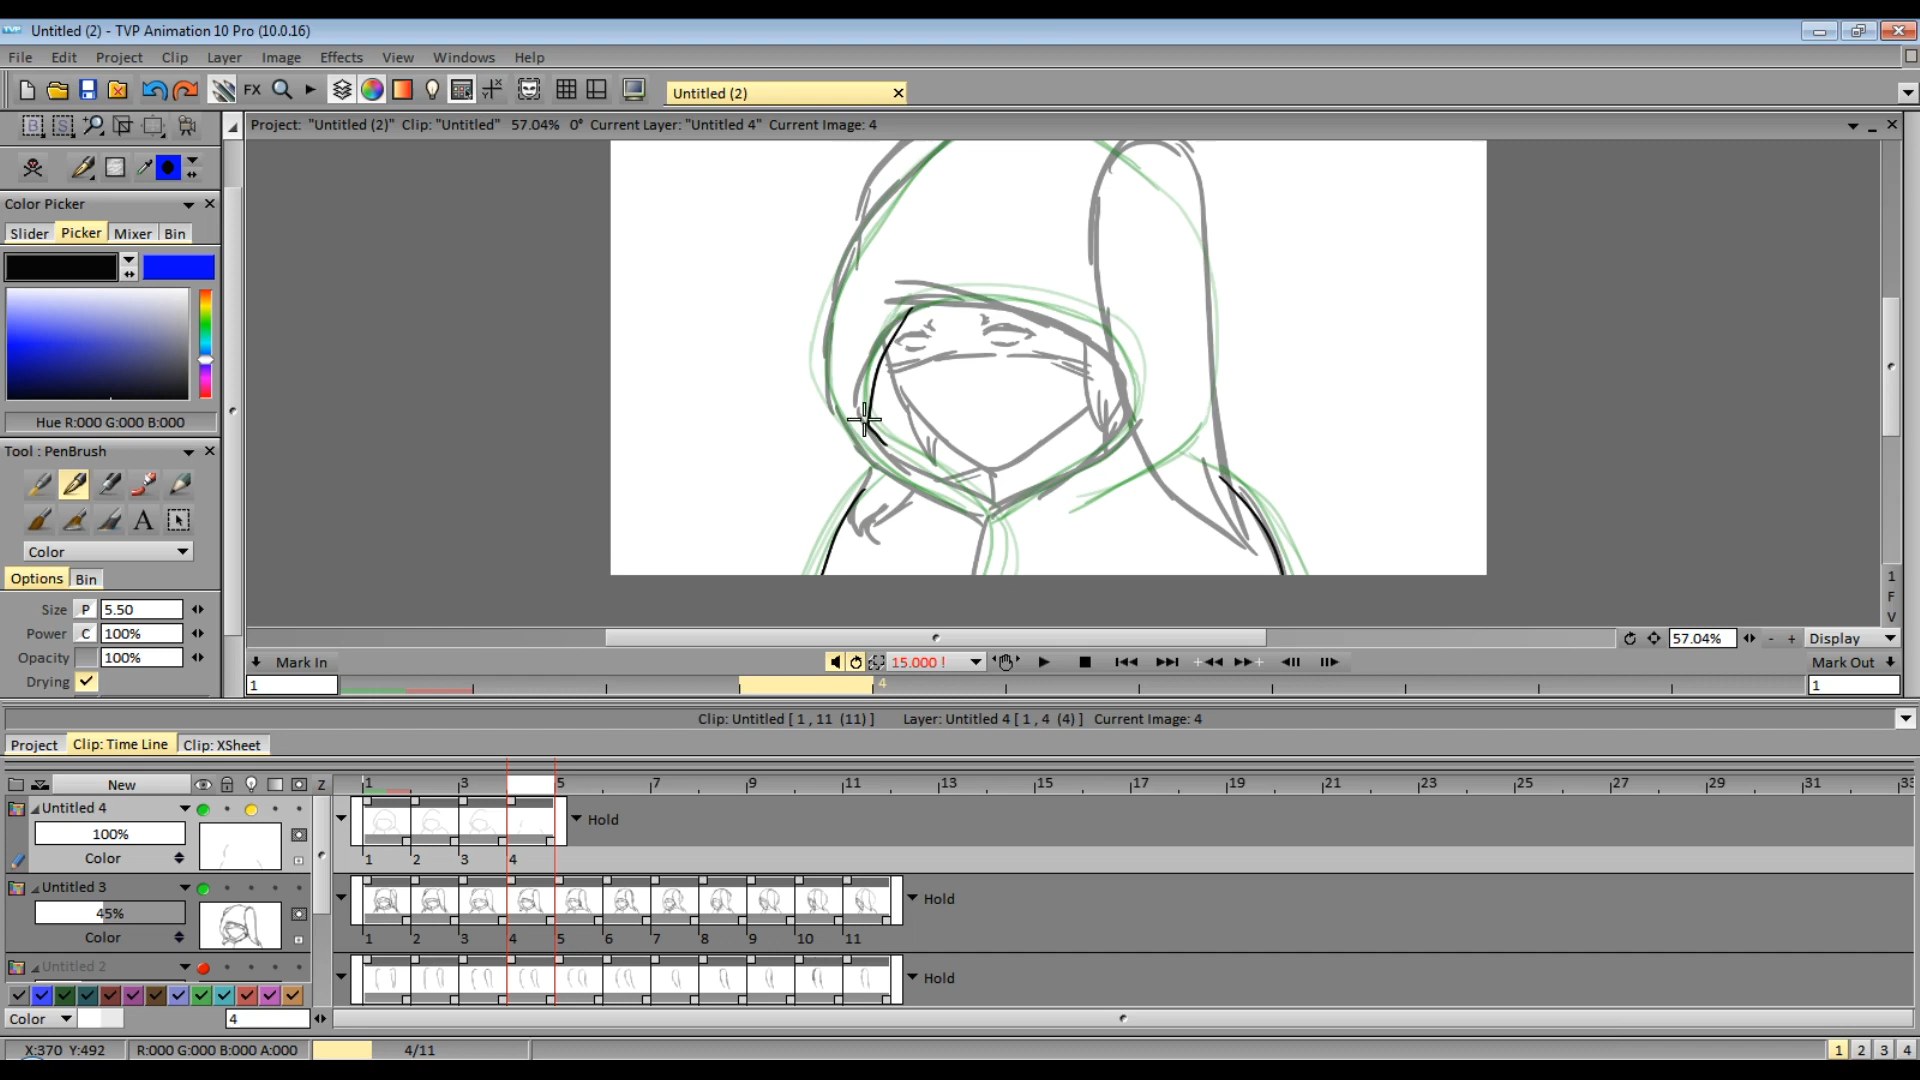 Untitled (2) - TVP Animation 10 Pro (10.0.16)
File Edit Project Clip Layer Image Effects View Windows Help
FX
Untitled (2)
Project: "Untitled (2)" Clip: "Untitled" 57.04% 0° Current Layer: "Untitled 4" Current Image: 4
Color Picker
Slider Picker Mixer Bin
Hue R:000 G:000 B:000
Tool : PenBrush
A
Color
Options Bin
Size P 5.50
Power C 100%
Opacity 100%
Drying
1
F
V
57.04% - + Display
Mark In 15.000 ! Mark Out
1 4 1
Clip: Untitled [ 1 , 11 (11) ] Layer: Untitled 4 [ 1 , 4 (4) ] Current Image: 4
Project Clip: Time Line Clip: XSheet
New Z 1 3 5 7 9 11 13 15 17 19 21 23 25 27 29 31 33
Untitled 4
100% Hold
Color 1 2 3 4
Untitled 3
45% Hold
Color 1 2 3 4 5 6 7 8 9 10 11
Untitled 2 Hold
Color 4
X:370 Y:492 R:000 G:000 B:000 A:000 4/11 1 2 3 4